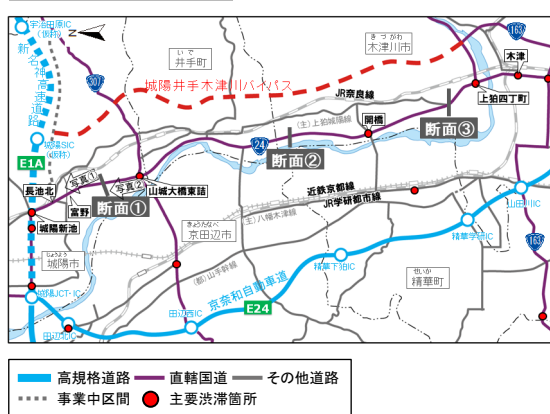 宇治田原IC
(仮称)
N
新名神高速道路
307
いで
井手町
きづがわ
木津川市
163
木津
城陽井手木津川バイパス
JR奈良線
上狛四丁町
城陽SIC
(仮称)
E1A
(主)上狛城陽線
開橋
断面③
24
断面②
写真①
写真②
長池北
山城大橋東詰
富野
断面①
近鉄京都線
JR学研都市線
山田川IC
城陽新池
きょうたなべ
京田辺市
(主)八幡木津線
精華学研IC
163
じょうよう
城陽市
(都)山手幹線
精華下狛IC
せいか
精華町
城陽JCT・IC
京奈和自動車道
E24
田辺西IC
田辺北IC
高規格道路
直轄国道
その他道路
事業中区間
主要渋滞箇所